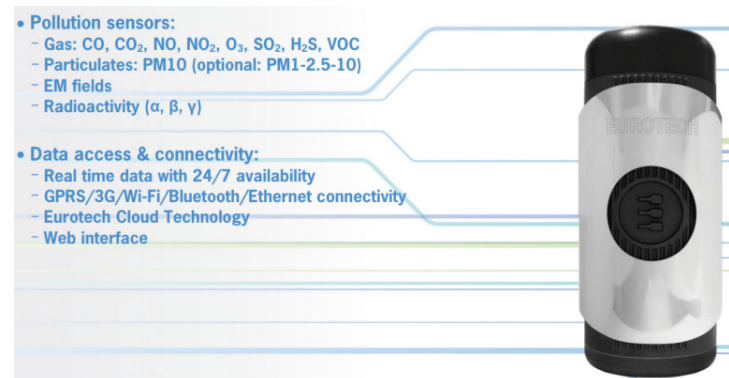 • Pollution sensors:
– Gas: CO, CO₂, NO, NO₂, O₃, SO₂, H₂S, VOC
– Particulates: PM10 (optional: PM1-2.5-10)
– EM fields
– Radioactivity (α, β, γ)
• Data access & connectivity:
– Real time data with 24/7 availability
– GPRS/3G/Wi-Fi/Bluetooth/Ethernet connectivity
– Eurotech Cloud Technology
– Web interface
EUROTECH